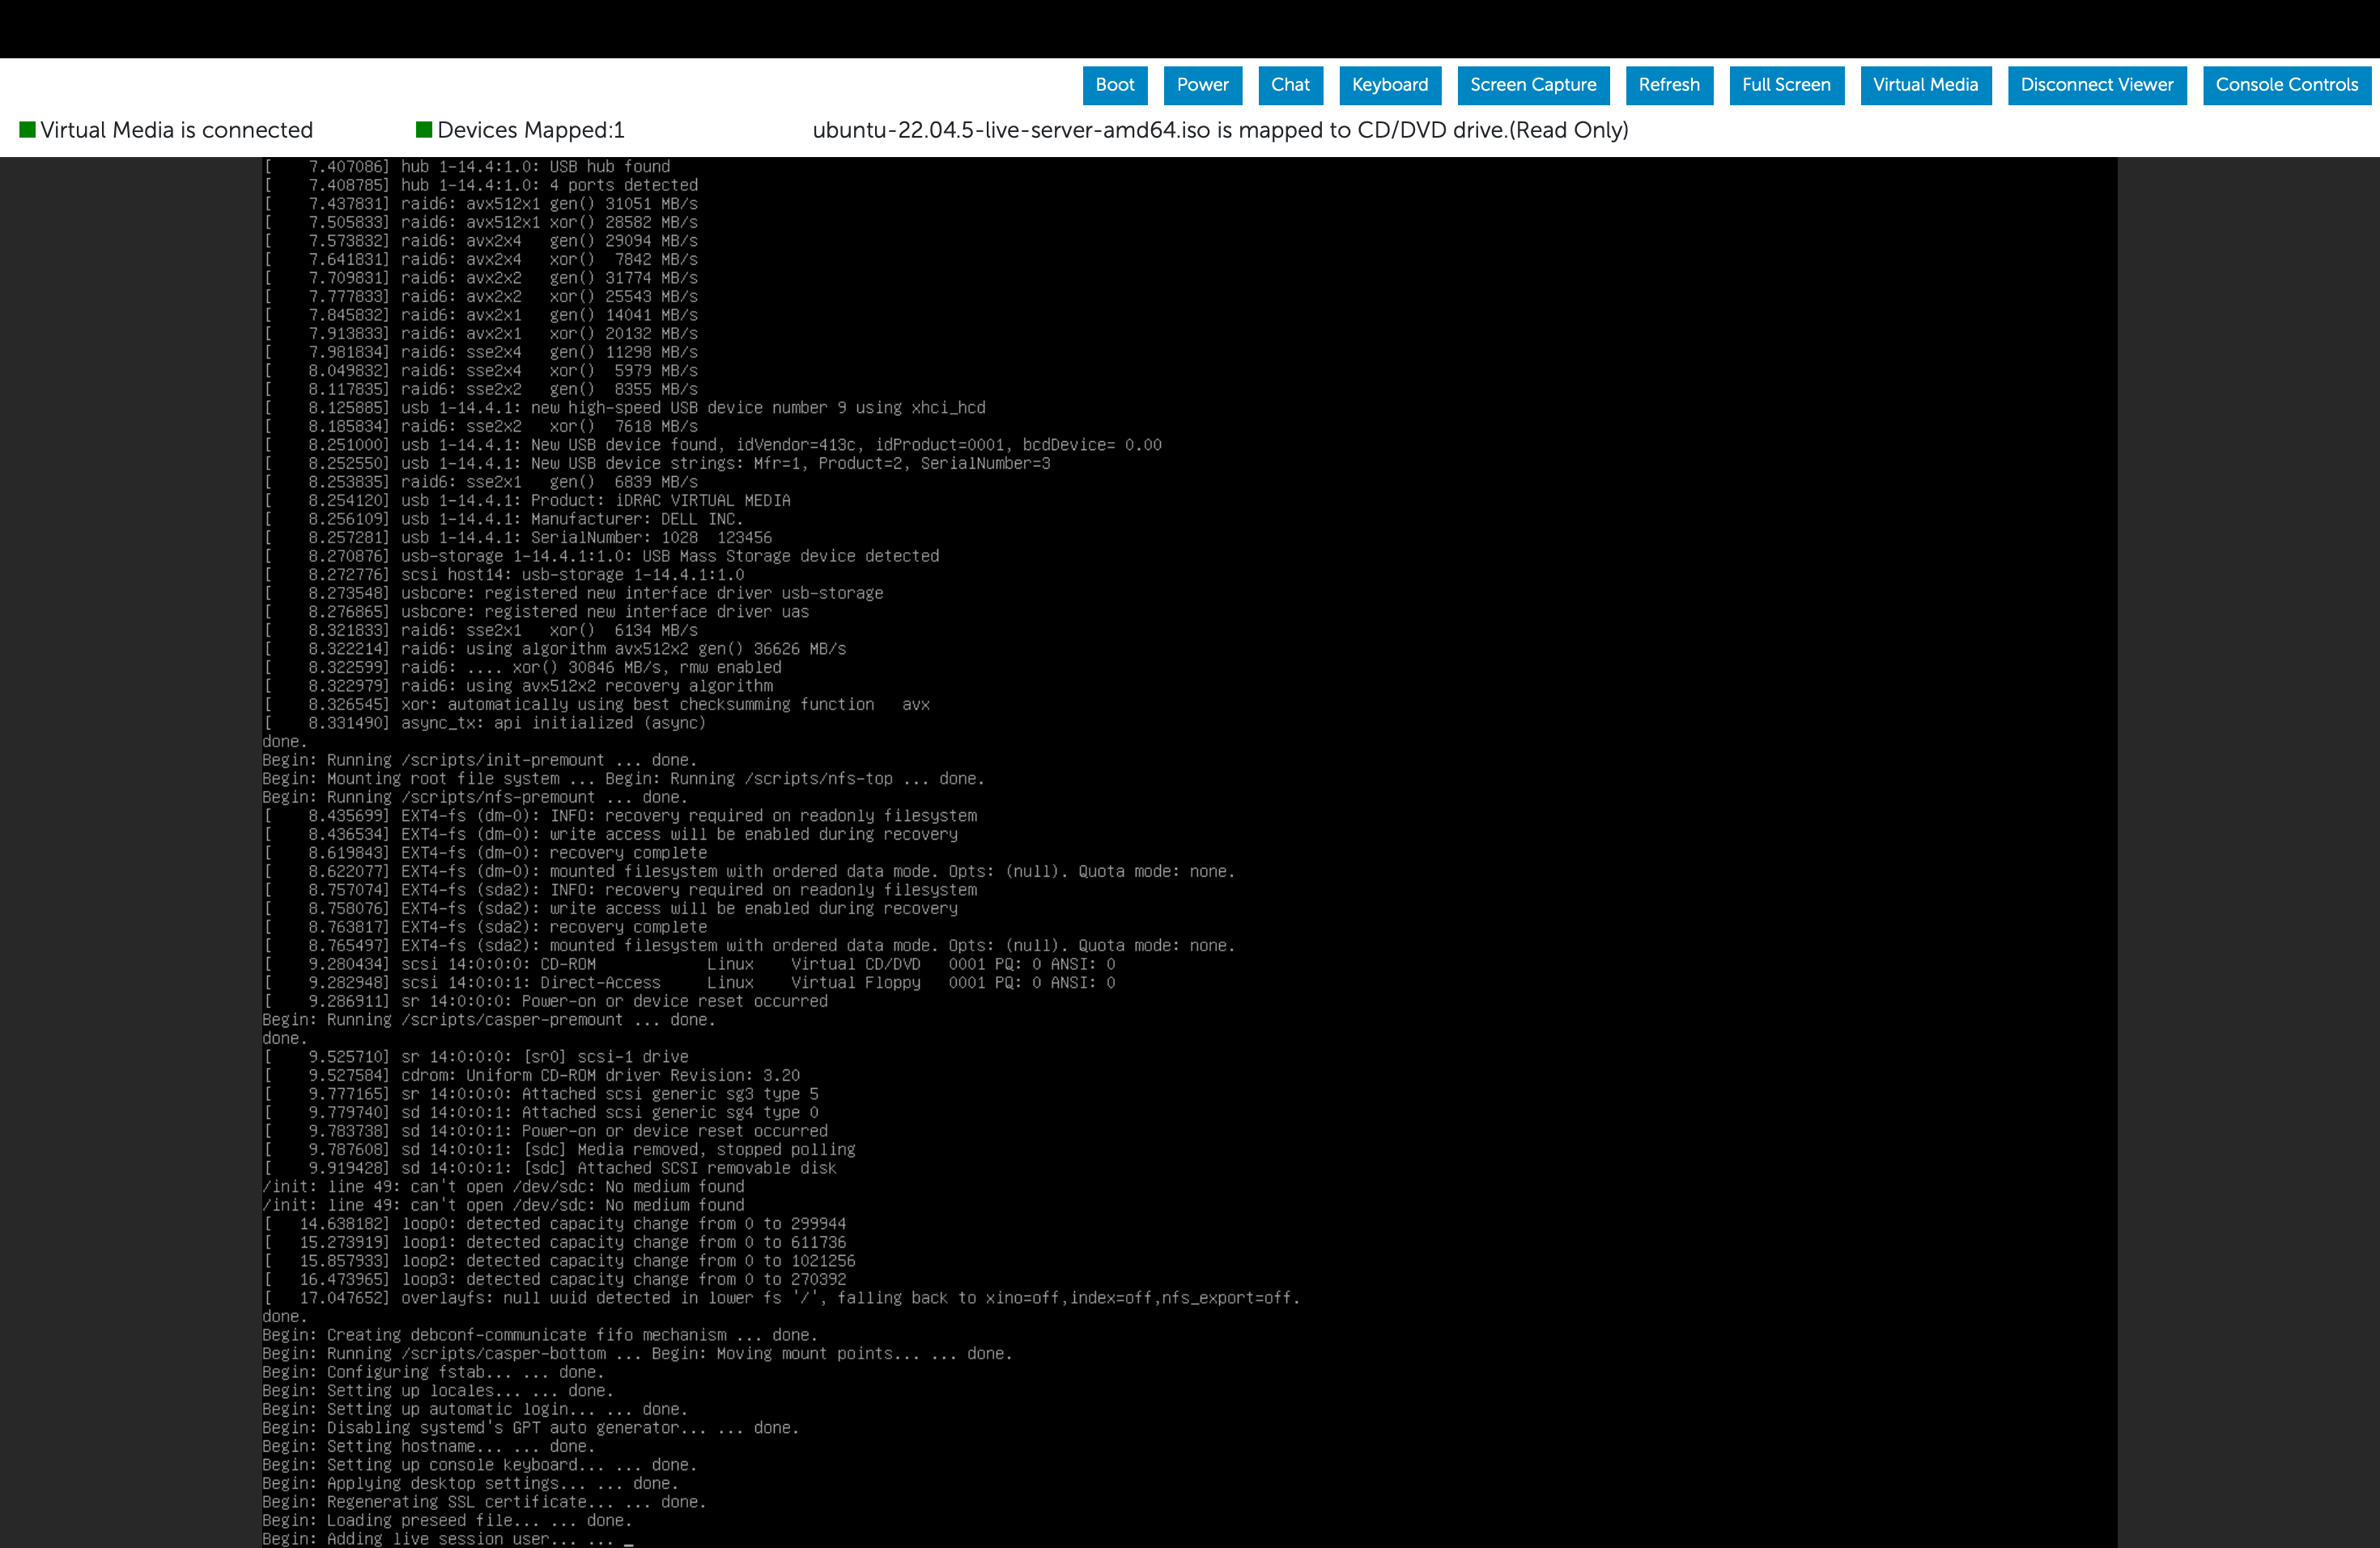 Boot Power Chat Keyboard Screen Capture Refresh Full Screen Virtual Media Disconnect Viewer Console Controls
Virtual Media is connected Devices Mapped:1 ubuntu-22.04.5-live-server-amd64.iso is mapped to CD/DVD drive.(Read Only)
[    7.407086] hub 1-14.4:1.0: USB hub found
[    7.408785] hub 1-14.4:1.0: 4 ports detected
[    7.437831] raid6: avx512x1 gen() 31051 MB/s
[    7.505833] raid6: avx512x1 xor() 28582 MB/s
[    7.573832] raid6: avx2x4   gen() 29094 MB/s
[    7.641831] raid6: avx2x4   xor()  7842 MB/s
[    7.709831] raid6: avx2x2   gen() 31774 MB/s
[    7.777833] raid6: avx2x2   xor() 25543 MB/s
[    7.845832] raid6: avx2x1   gen() 14041 MB/s
[    7.913833] raid6: avx2x1   xor() 20132 MB/s
[    7.981834] raid6: sse2x4   gen() 11298 MB/s
[    8.049832] raid6: sse2x4   xor()  5979 MB/s
[    8.117835] raid6: sse2x2   gen()  8355 MB/s
[    8.125885] usb 1-14.4.1: new high-speed USB device number 9 using xhci_hcd
[    8.185834] raid6: sse2x2   xor()  7618 MB/s
[    8.251000] usb 1-14.4.1: New USB device found, idVendor=413c, idProduct=0001, bcdDevice= 0.00
[    8.252550] usb 1-14.4.1: New USB device strings: Mfr=1, Product=2, SerialNumber=3
[    8.253835] raid6: sse2x1   gen()  6839 MB/s
[    8.254120] usb 1-14.4.1: Product: iDRAC VIRTUAL MEDIA
[    8.256109] usb 1-14.4.1: Manufacturer: DELL INC.
[    8.257281] usb 1-14.4.1: SerialNumber: 1028  123456
[    8.270876] usb-storage 1-14.4.1:1.0: USB Mass Storage device detected
[    8.272776] scsi host14: usb-storage 1-14.4.1:1.0
[    8.273548] usbcore: registered new interface driver usb-storage
[    8.276865] usbcore: registered new interface driver uas
[    8.321833] raid6: sse2x1   xor()  6134 MB/s
[    8.322214] raid6: using algorithm avx512x2 gen() 36626 MB/s
[    8.322599] raid6: .... xor() 30846 MB/s, rmw enabled
[    8.322979] raid6: using avx512x2 recovery algorithm
[    8.326545] xor: automatically using best checksumming function   avx
[    8.331490] async_tx: api initialized (async)
done.
Begin: Running /scripts/init-premount ... done.
Begin: Mounting root file system ... Begin: Running /scripts/nfs-top ... done.
Begin: Running /scripts/nfs-premount ... done.
[    8.435699] EXT4-fs (dm-0): INFO: recovery required on readonly filesystem
[    8.436534] EXT4-fs (dm-0): write access will be enabled during recovery
[    8.619843] EXT4-fs (dm-0): recovery complete
[    8.622077] EXT4-fs (dm-0): mounted filesystem with ordered data mode. Opts: (null). Quota mode: none.
[    8.757074] EXT4-fs (sda2): INFO: recovery required on readonly filesystem
[    8.758076] EXT4-fs (sda2): write access will be enabled during recovery
[    8.763817] EXT4-fs (sda2): recovery complete
[    8.765497] EXT4-fs (sda2): mounted filesystem with ordered data mode. Opts: (null). Quota mode: none.
[    9.280434] scsi 14:0:0:0: CD-ROM            Linux    Virtual CD/DVD   0001 PQ: 0 ANSI: 0
[    9.282948] scsi 14:0:0:1: Direct-Access     Linux    Virtual Floppy   0001 PQ: 0 ANSI: 0
[    9.286911] sr 14:0:0:0: Power-on or device reset occurred
Begin: Running /scripts/casper-premount ... done.
done.
[    9.525710] sr 14:0:0:0: [sr0] scsi-1 drive
[    9.527584] cdrom: Uniform CD-ROM driver Revision: 3.20
[    9.777165] sr 14:0:0:0: Attached scsi generic sg3 type 5
[    9.779740] sd 14:0:0:1: Attached scsi generic sg4 type 0
[    9.783738] sd 14:0:0:1: Power-on or device reset occurred
[    9.787608] sd 14:0:0:1: [sdc] Media removed, stopped polling
[    9.919428] sd 14:0:0:1: [sdc] Attached SCSI removable disk
/init: line 49: can't open /dev/sdc: No medium found
/init: line 49: can't open /dev/sdc: No medium found
[   14.638182] loop0: detected capacity change from 0 to 299944
[   15.273919] loop1: detected capacity change from 0 to 611736
[   15.857933] loop2: detected capacity change from 0 to 1021256
[   16.473965] loop3: detected capacity change from 0 to 270392
[   17.047652] overlayfs: null uuid detected in lower fs '/', falling back to xino=off,index=off,nfs_export=off.
done.
Begin: Creating debconf-communicate fifo mechanism ... done.
Begin: Running /scripts/casper-bottom ... Begin: Moving mount points... ... done.
Begin: Configuring fstab... ... done.
Begin: Setting up locales... ... done.
Begin: Setting up automatic login... ... done.
Begin: Disabling systemd's GPT auto generator... ... done.
Begin: Setting hostname... ... done.
Begin: Setting up console keyboard... ... done.
Begin: Applying desktop settings... ... done.
Begin: Regenerating SSL certificate... ... done.
Begin: Loading preseed file... ... done.
Begin: Adding live session user... ... _